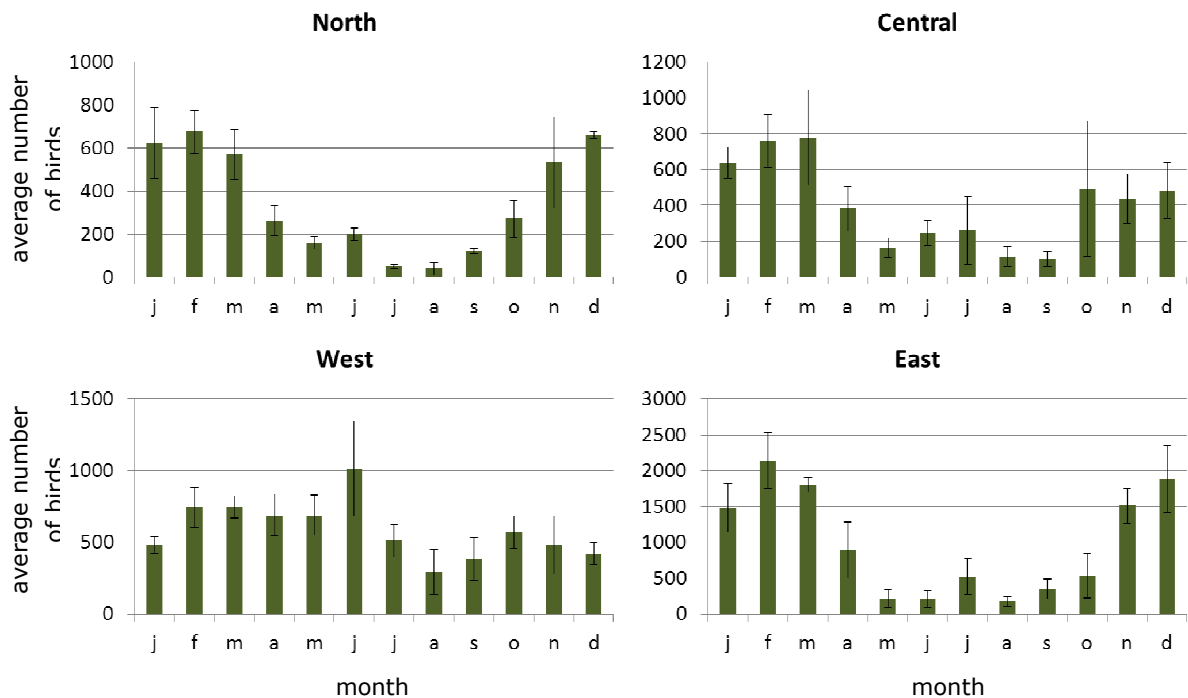 North
Central
1000
800
600
400
200
0
average number
of birds
j f m a m j j a s o n d
1200
1000
800
600
400
200
0
j f m a m j j a s o n d
West
East
1500
1000
500
0
average number
of birds
j f m a m j j a s o n d
month
3000
2500
2000
1500
1000
500
0
j f m a m j j a s o n d
month